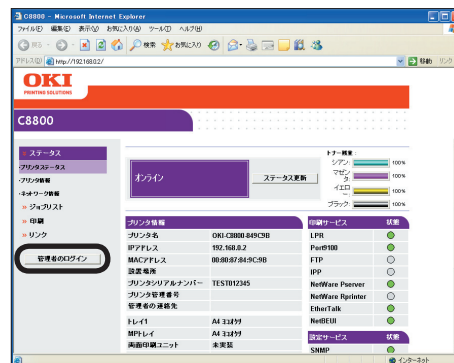 C8800 - Microsoft Internet Explorer
ファイル(F) 編集(E) 表示(V) お気に入り(A) ツール(T) ヘルプ(H)
戻る 検索 お気に入り
アドレス(D) http://192.168.0.2/ 移動 リンク
OKI
PRINTING SOLUTIONS
C8800
ステータス
プリンタステータス
プリンタ情報
ネットワーク情報
ジョブリスト
印刷
リンク
管理者のログイン
オンライン
ステータス更新
トナー残量:
シアン: 100%
マゼンタ: 100%
イエロー: 100%
ブラック: 100%
プリンタ情報
プリンタ名 OKI-C8800-849C9B
IPアドレス 192.168.0.2
MACアドレス 00:80:87:84:9C:9B
設置場所
プリンタシリアルナンバー TEST012345
プリンタ管理番号
管理者の連絡先
トレイ1 A4 ヨコオクリ
MPトレイ A4 ヨコオクリ
両面印刷ユニット 未実装
印刷サービス 状態
LPR
Port9100
FTP
IPP
NetWare Pserver
NetWare Rprinter
EtherTalk
NetBEUI
設定サービス 状態
SNMP
インターネット